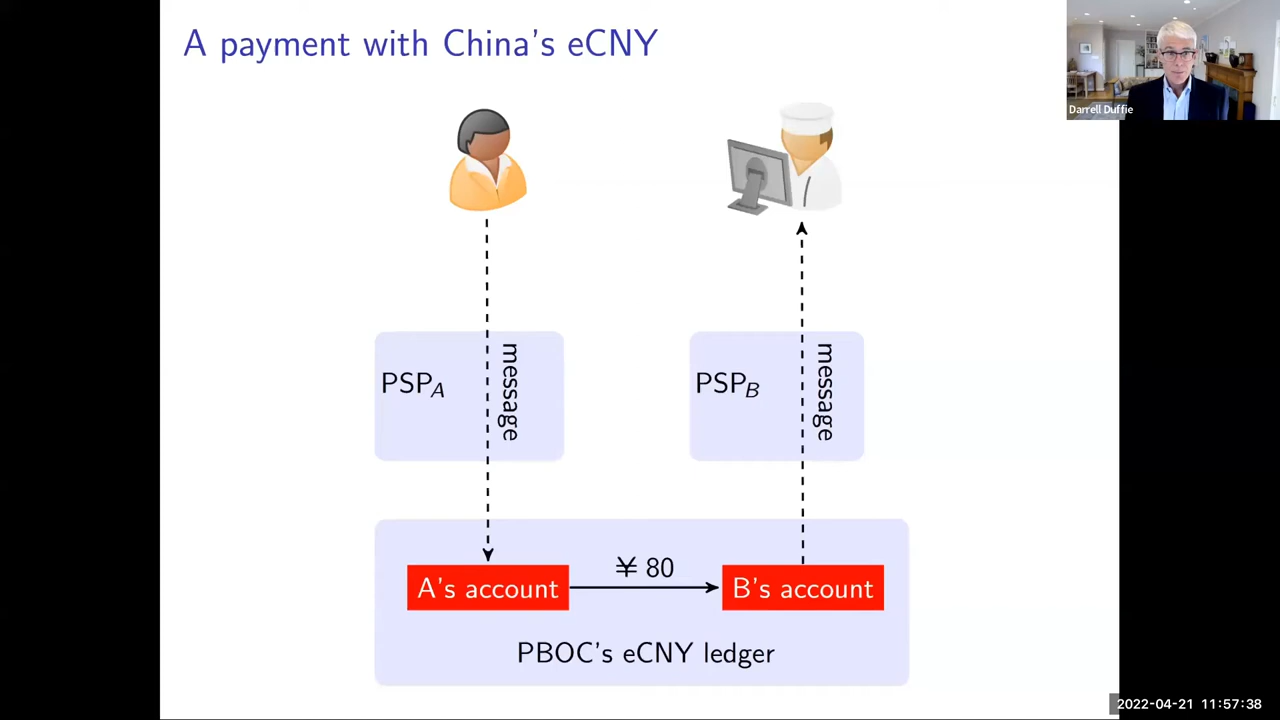 A payment with China's eCNY
Darrell Duffie
PSP_A
message
PSP_B
message
¥ 80
A's account
B's account
PBOC's eCNY ledger
2022-04-21 11:57:38